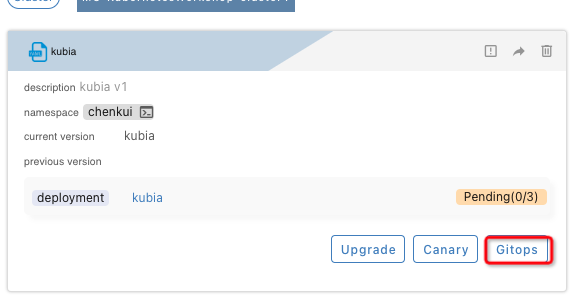 Cluster
kubia
description kubia v1
namespace chenkui
current version kubia
previous version
deployment kubia Pending(0/3)
Upgrade Canary Gitops